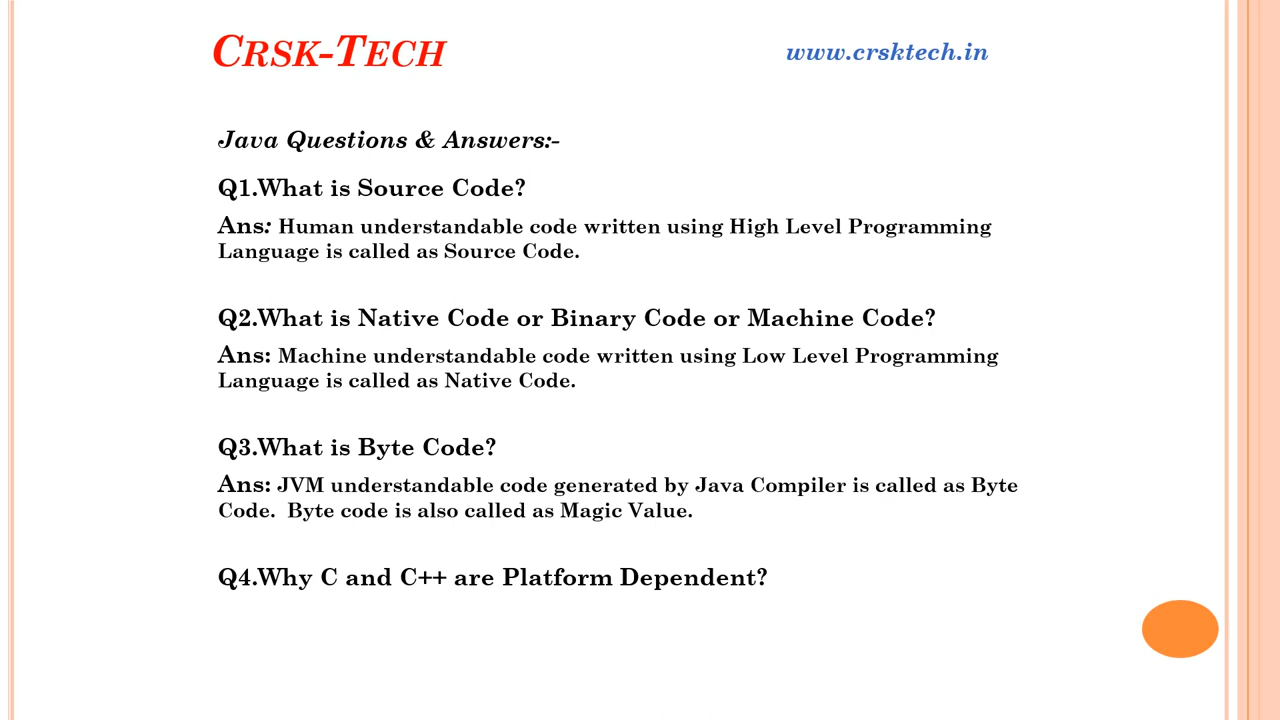 CRSK-TECH
www.crsktech.in
Java Questions & Answers:-
Q1.What is Source Code?
Ans: Human understandable code written using High Level Programming
Language is called as Source Code.
Q2.What is Native Code or Binary Code or Machine Code?
Ans: Machine understandable code written using Low Level Programming
Language is called as Native Code.
Q3.What is Byte Code?
Ans: JVM understandable code generated by Java Compiler is called as Byte
Code.  Byte code is also called as Magic Value.
Q4.Why C and C++ are Platform Dependent?